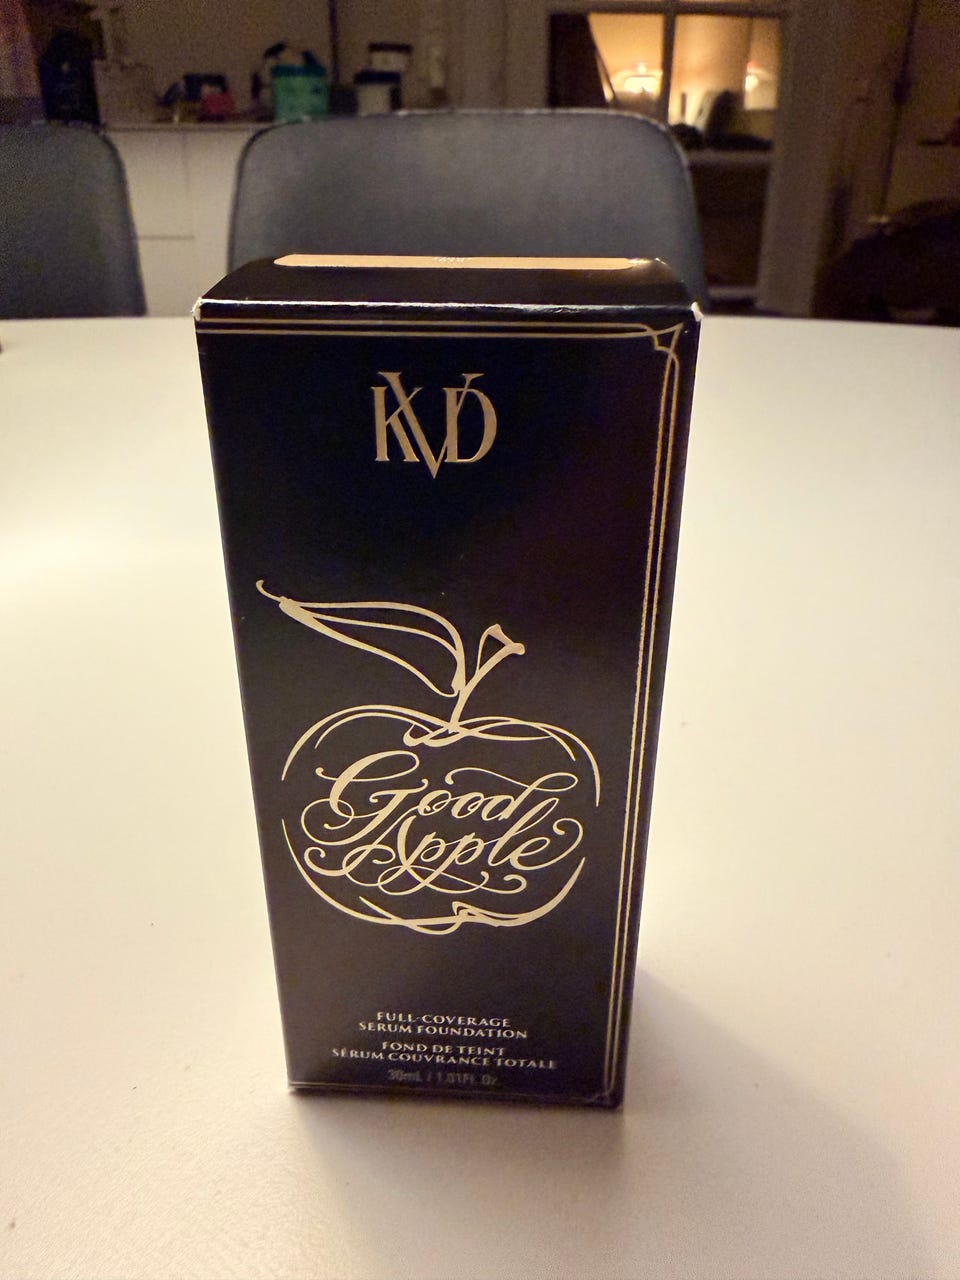 KVD
Good
Apple
FULL-COVERAGE
SERUM FOUNDATION
FOND DE TEINT
SÉRUM COUVRANCE TOTALE
30mL / 1.01Fl. Oz.